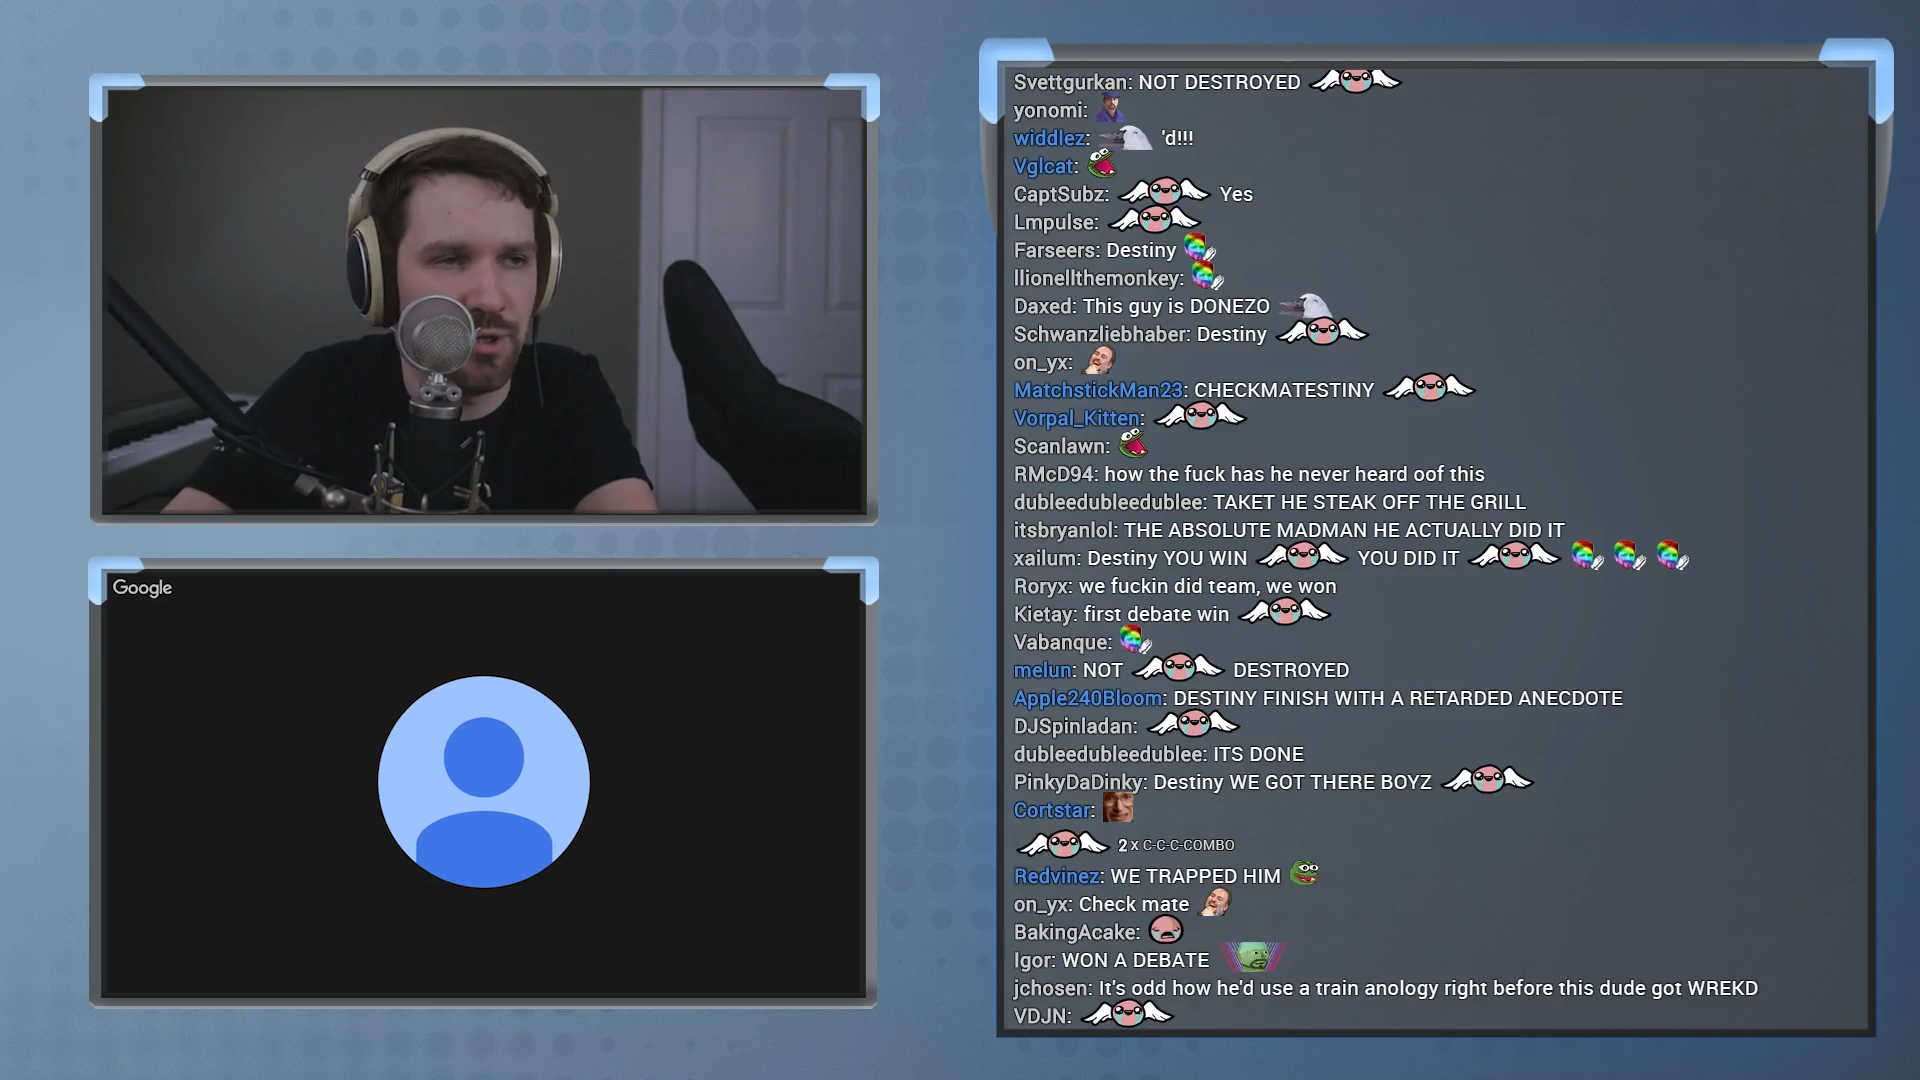 Svettgurkan: NOT DESTROYED
yonomi:
widdlez: 'd!!!
Vglcat:
CaptSubz: Yes
Lmpulse:
Farseers: Destiny
llionellthemonkey:
Daxed: This guy is DONEZO
Schwanzliebhaber: Destiny
on_yx:
MatchstickMan23: CHECKMATESTINY
Vorpal_Kitten:
Scanlawn:
RMcD94: how the fuck has he never heard oof this
dubleedubleedublee: TAKET HE STEAK OFF THE GRILL
itsbryanlol: THE ABSOLUTE MADMAN HE ACTUALLY DID IT
xailum: Destiny YOU WIN YOU DID IT
Roryx: we fuckin did team, we won
Kietay: first debate win
Vabanque:
melun: NOT DESTROYED
Apple240Bloom: DESTINY FINISH WITH A RETARDED ANECDOTE
DJSpinladan:
dubleedubleedublee: ITS DONE
PinkyDaDinky: Destiny WE GOT THERE BOYZ
Cortstar:
2 x C-C-C-COMBO
Redvinez: WE TRAPPED HIM
on_yx: Check mate
BakingAcake:
Igor: WON A DEBATE
jchosen: It's odd how he'd use a train anology right before this dude got WREKD
VDJN:
Google